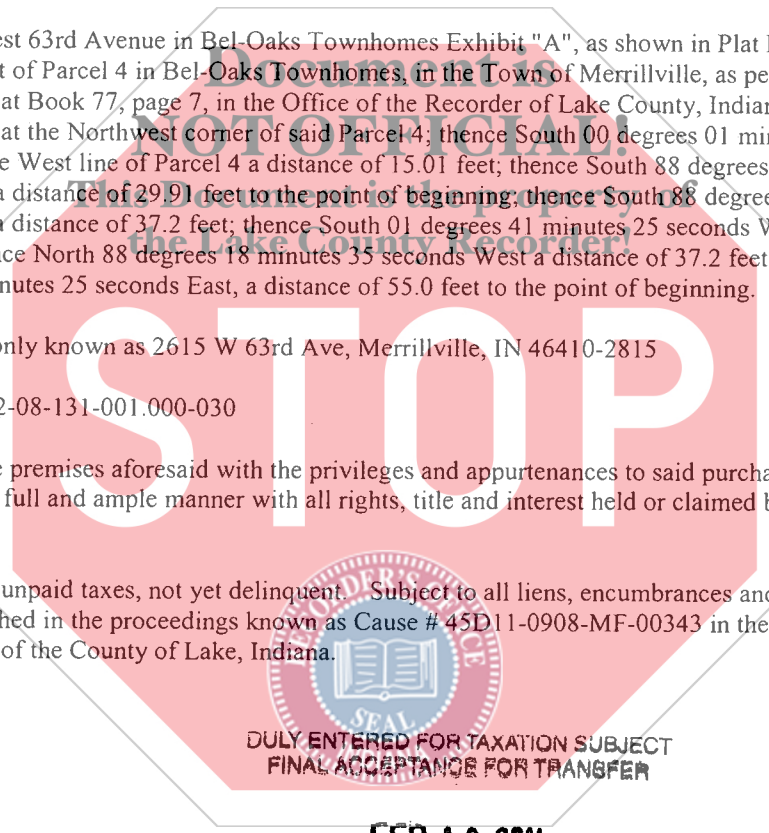 est 63rd Avenue in Bel-Oaks Townhomes Exhibit "A", as shown in Plat
t of Parcel 4 in Bel-Oaks Townhomes, in the Town of Merrillville, as pe
at Book 77, page 7, in the Office of the Recorder of Lake County, Indian
at the Northwest corner of said Parcel 4; thence South 00 degrees 01 min
e West line of Parcel 4 a distance of 15.01 feet; thence South 88 degrees
a distance of 29.91 feet to the point of beginning; thence South 88 degree
a distance of 37.2 feet; thence South 01 degrees 41 minutes 25 seconds W
ce North 88 degrees 18 minutes 35 seconds West a distance of 37.2 feet
nutes 25 seconds East, a distance of 55.0 feet to the point of beginning.
Document is
NOT OFFICIAL!
This Document is the property of
the Lake County Recorder!
STOP
only known as 2615 W 63rd Ave, Merrillville, IN 46410-2815
2-08-131-001.000-030
e premises aforesaid with the privileges and appurtenances to said purcha
full and ample manner with all rights, title and interest held or claimed b
unpaid taxes, not yet delinquent. Subject to all liens, encumbrances and
hed in the proceedings known as Cause # 45D11-0908-MF-00343 in the
of the County of Lake, Indiana.
SEAL
INDIANA
DULY ENTERED FOR TAXATION SUBJECT
FINAL ACCEPTANCE FOR TRANSFER